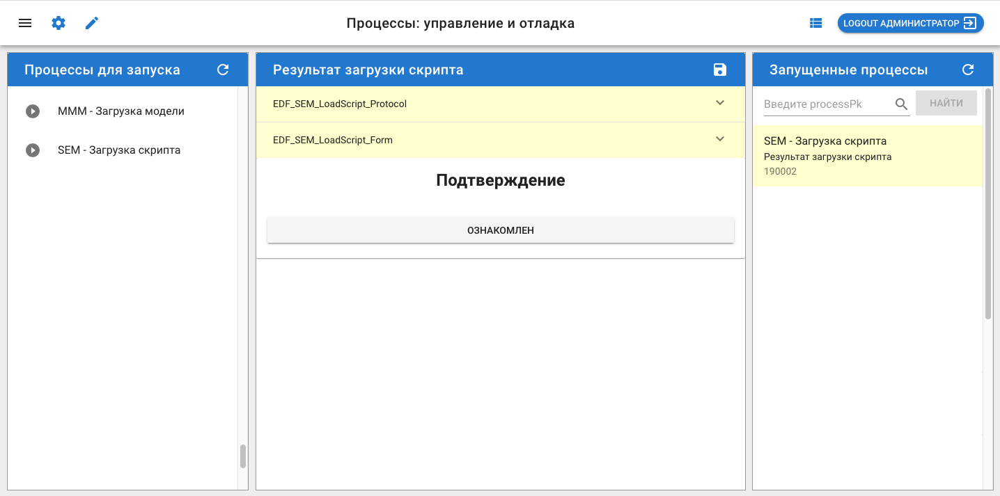 Процессы: управление и отладка
LOGOUT АДМИНИСТРАТОР
Процессы для запуска
МММ - Загрузка модели
SEM - Загрузка скрипта
Результат загрузки скрипта
EDF_SEM_LoadScript_Protocol
EDF_SEM_LoadScript_Form
Подтверждение
ОЗНАКОМЛЕН
Запущенные процессы
Введите processPk
НАЙТИ
SEM - Загрузка скрипта
Результат загрузки скрипта
190002